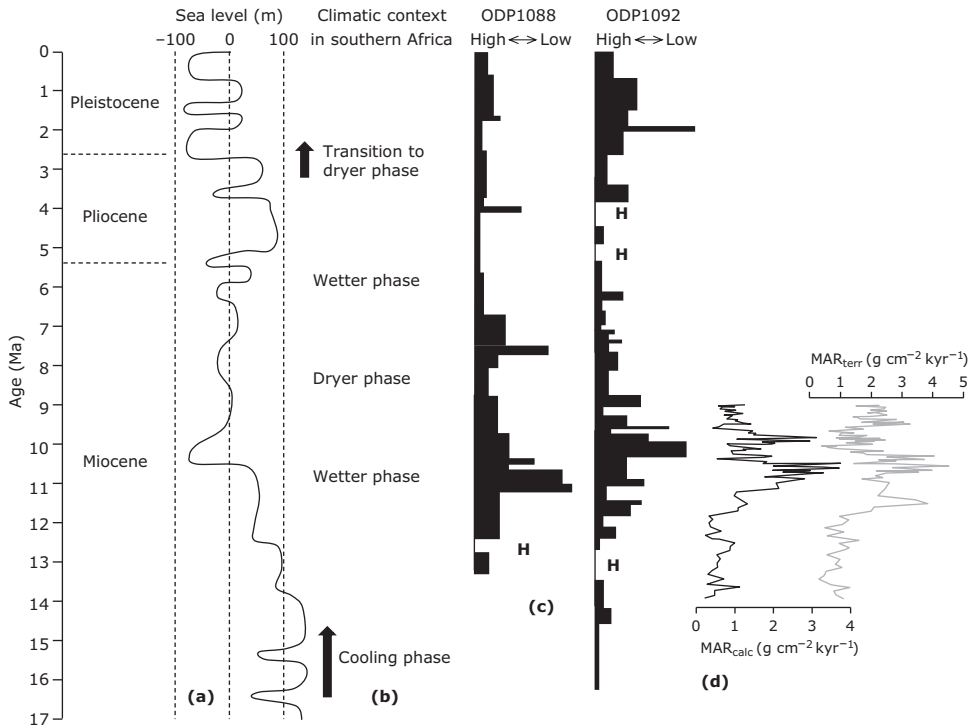 Sea level (m)
Climatic context
in southern Africa
ODP1088
ODP1092
−100 0 100
High ↔ Low
High ↔ Low
Age (Ma)
0
1
2
3
4
5
6
7
8
9
10
11
12
13
14
15
16
17
Pleistocene
Pliocene
Miocene
Transition to
dryer phase
Wetter phase
Dryer phase
Wetter phase
Cooling phase
(a)
(b)
H
(c)
H
H
H
MARterr (g cm−2 kyr−1)
0 1 2 3 4 5
0 1 2 3 4
MARcalc (g cm−2 kyr−1)
(d)